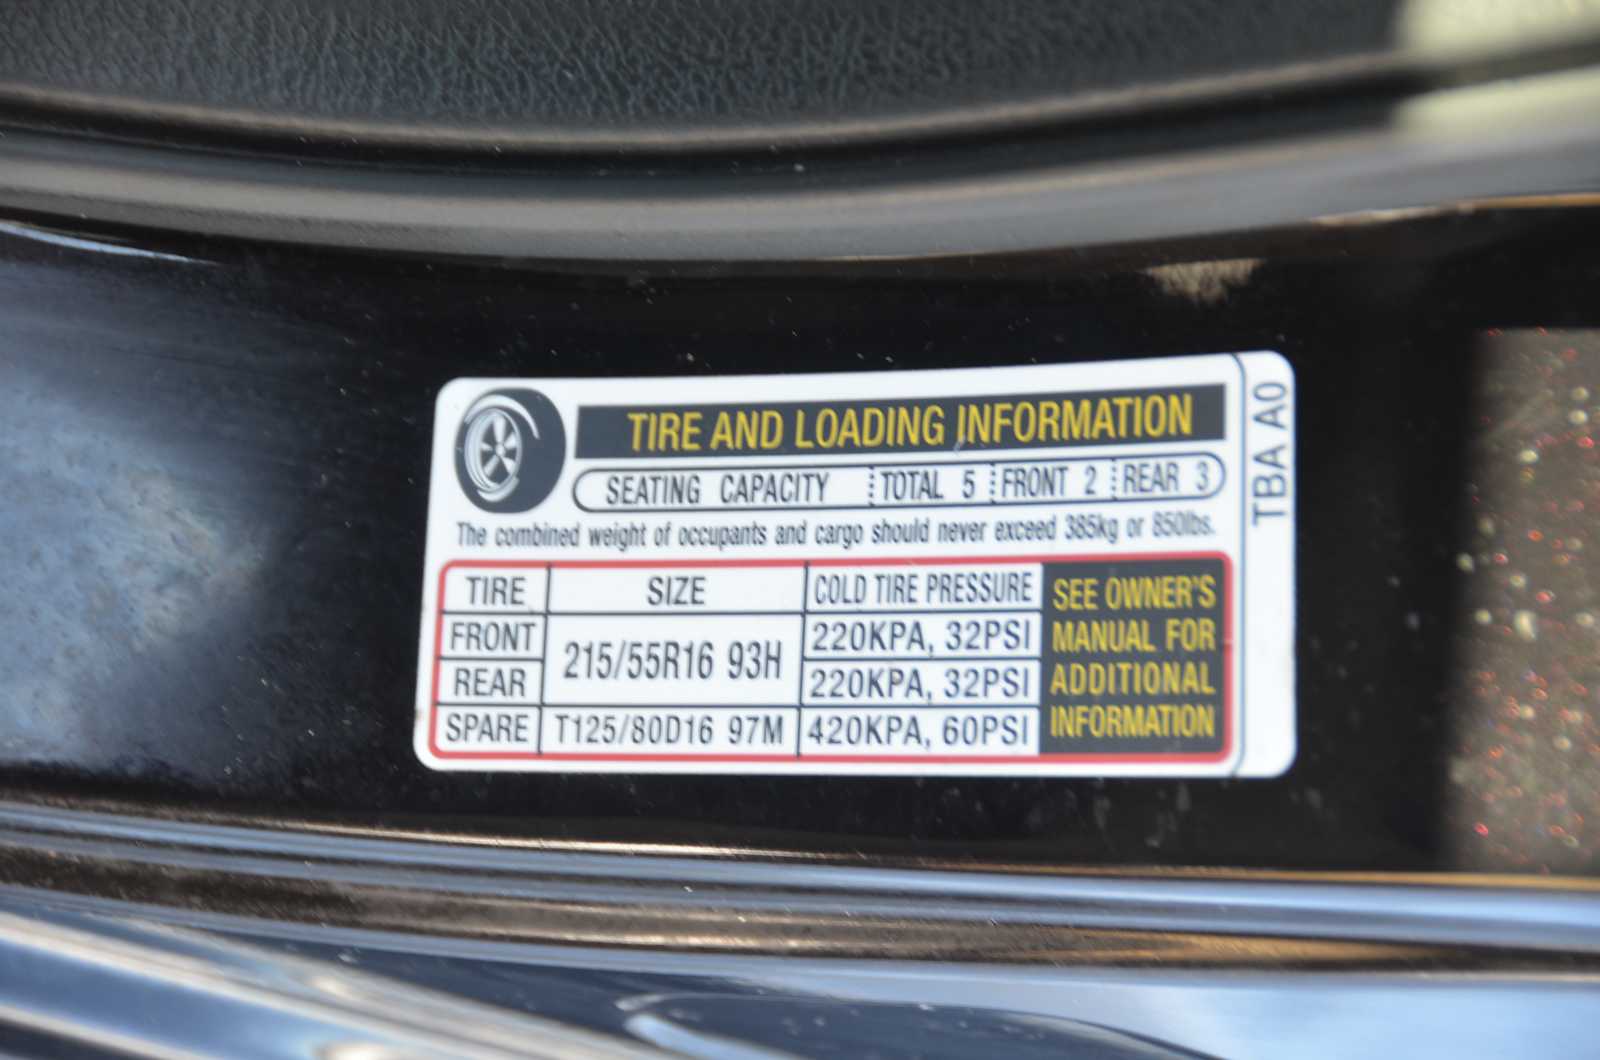 TIRE AND LOADING INFORMATION
SEATING CAPACITY TOTAL 5 FRONT 2 REAR 3
The combined weight of occupants and cargo should never exceed 385kg or 850lbs.
TIRE SIZE COLD TIRE PRESSURE
FRONT 215/55R16 93H 220KPA, 32PSI
REAR 220KPA, 32PSI
SPARE T125/80D16 97M 420KPA, 60PSI
SEE OWNER'S
MANUAL FOR
ADDITIONAL
INFORMATION
TBA A0